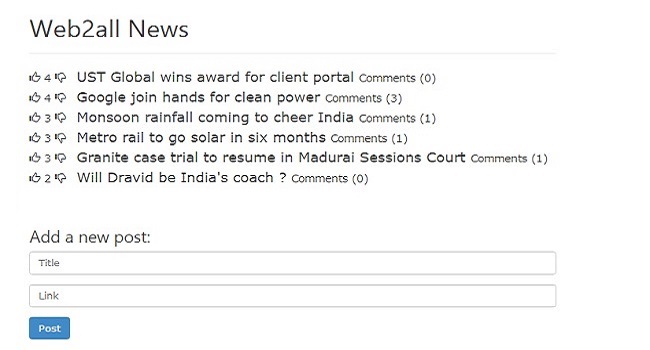 Web2all News
4 UST Global wins award for client portal Comments (0)
4 Google join hands for clean power Comments (3)
3 Monsoon rainfall coming to cheer India Comments (1)
3 Metro rail to go solar in six months Comments (1)
3 Granite case trial to resume in Madurai Sessions Court Comments (1)
2 Will Dravid be India's coach ? Comments (0)
Add a new post:
Title
Link
Post